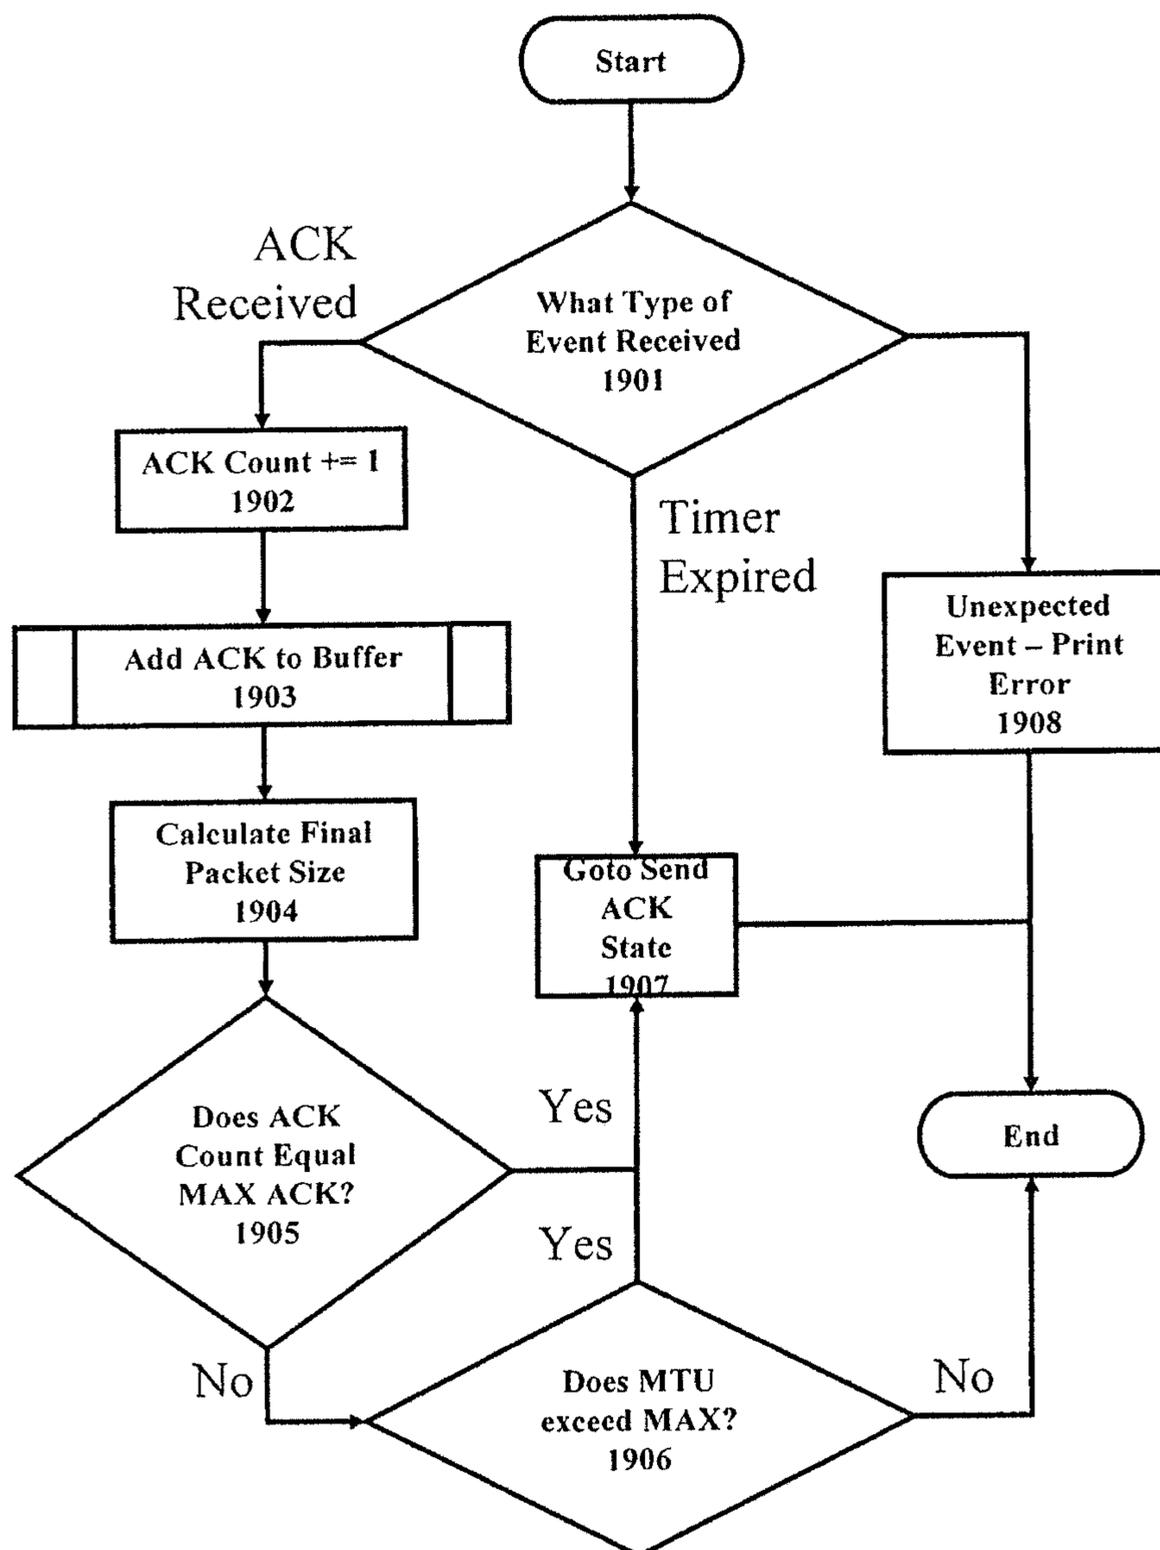 Start
ACK
Received
What Type of
Event Received
1901
ACK Count += 1
1902
Timer
Expired
Unexpected
Event – Print
Error
1908
Add ACK to Buffer
1903
Calculate Final
Packet Size
1904
Goto Send
ACK
State
1907
Does ACK
Count Equal
MAX ACK?
1905
Yes
End
Yes
No
Does MTU
exceed MAX?
1906
No